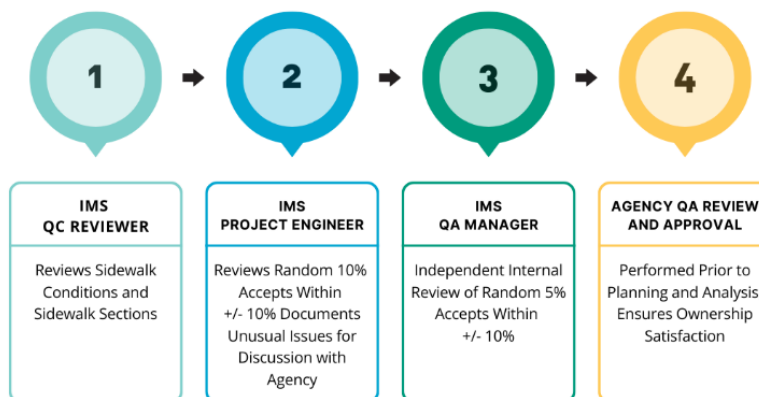 1
2
3
4
IMS
QC REVIEWER
Reviews Sidewalk
Conditions and
Sidewalk Sections
IMS
PROJECT ENGINEER
Reviews Random 10%
Accepts Within
+/- 10% Documents
Unusual Issues for
Discussion with
Agency
IMS
QA MANAGER
Independent Internal
Review of Random 5%
Accepts Within
+/- 10%
AGENCY QA REVIEW
AND APPROVAL
Performed Prior to
Planning and Analysis
Ensures Ownership
Satisfaction